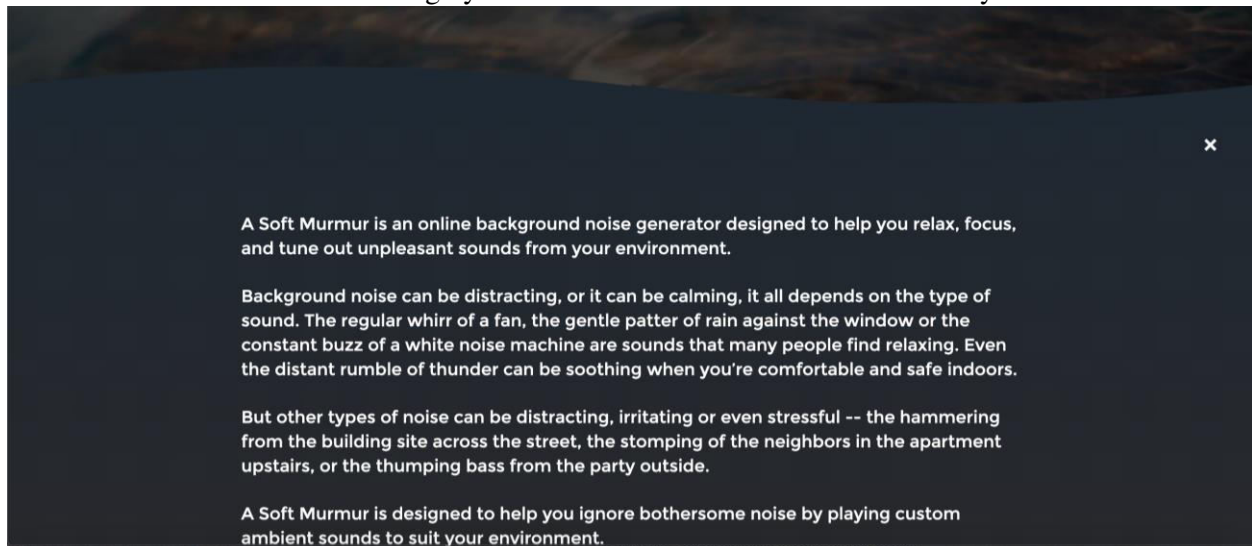 A Soft Murmur is an online background noise generator designed to help you relax, focus,
and tune out unpleasant sounds from your environment.
Background noise can be distracting, or it can be calming, it all depends on the type of
sound. The regular whirr of a fan, the gentle patter of rain against the window or the
constant buzz of a white noise machine are sounds that many people find relaxing. Even
the distant rumble of thunder can be soothing when you're comfortable and safe indoors.
But other types of noise can be distracting, irritating or even stressful -- the hammering
from the building site across the street, the stomping of the neighbors in the apartment
upstairs, or the thumping bass from the party outside.
A Soft Murmur is designed to help you ignore bothersome noise by playing custom
ambient sounds to suit your environment.